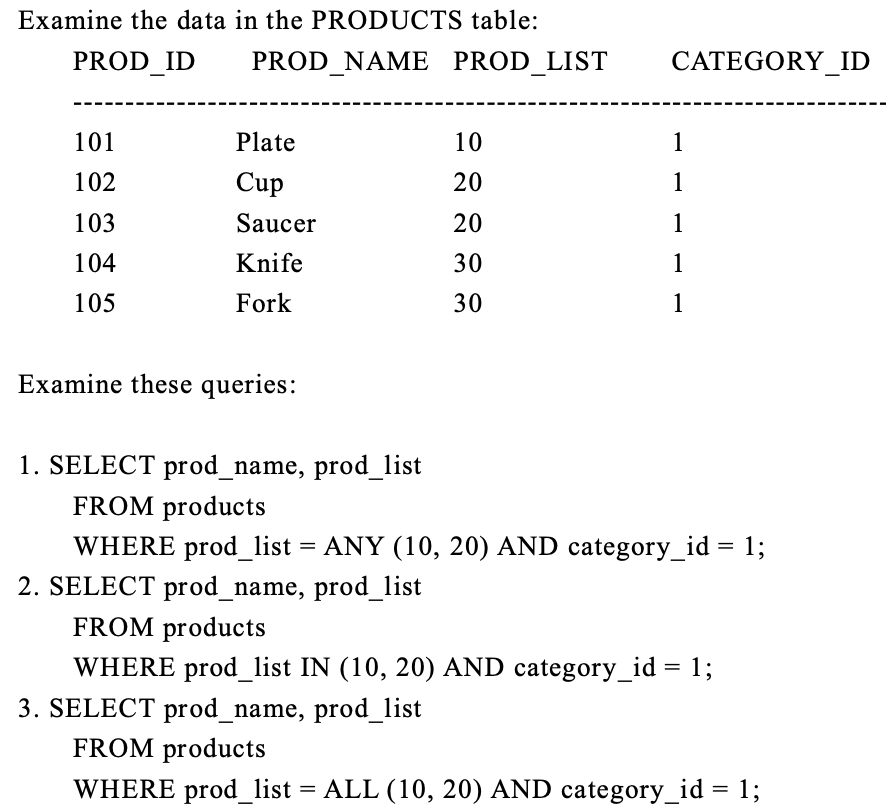 Examine the data in the PRODUCTS table:
PROD_ID PROD_NAME PROD_LIST CATEGORY_ID
--------------------------------------------------------------------------------
101 Plate 10 1
102 Cup 20 1
103 Saucer 20 1
104 Knife 30 1
105 Fork 30 1
Examine these queries:
1. SELECT prod_name, prod_list
FROM products
WHERE prod_list = ANY (10, 20) AND category_id = 1;
2. SELECT prod_name, prod_list
FROM products
WHERE prod_list IN (10, 20) AND category_id = 1;
3. SELECT prod_name, prod_list
FROM products
WHERE prod_list = ALL (10, 20) AND category_id = 1;